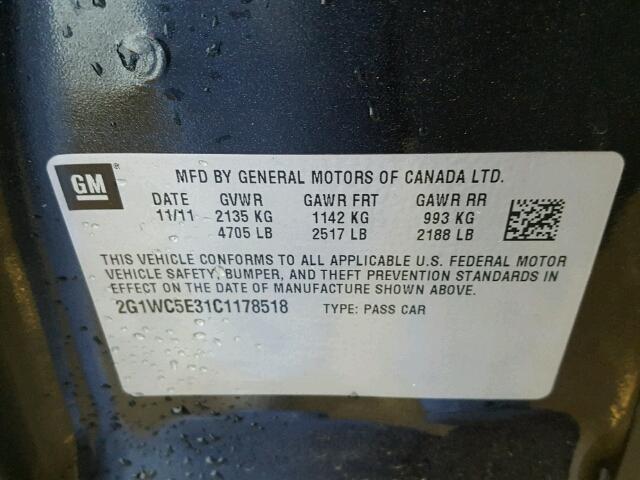 GM ®
MFD BY GENERAL MOTORS OF CANADA LTD.
DATE GVWR GAWR FRT GAWR RR
11/11 2135 KG 1142 KG 993 KG
4705 LB 2517 LB 2188 LB
THIS VEHICLE CONFORMS TO ALL APPLICABLE U.S. FEDERAL MOTOR
VEHICLE SAFETY, BUMPER, AND THEFT PREVENTION STANDARDS IN
EFFECT ON THE DATE OF MANUFACTURE SHOWN ABOVE.
2G1WC5E31C1178518 TYPE: PASS CAR